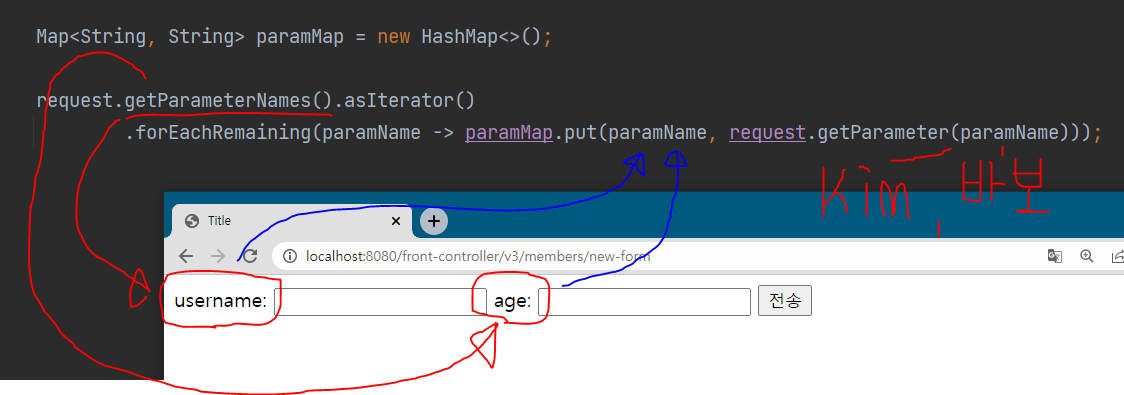 Map<String, String> paramMap = new HashMap<>();
request.getParameterNames().asIterator()
.forEachRemaining(paramName -> paramMap.put(paramName, request.getParameter(paramName)));
Kim, 바보
Title
localhost:8080/front-controller/v3/members/new-form
username: age: 전송